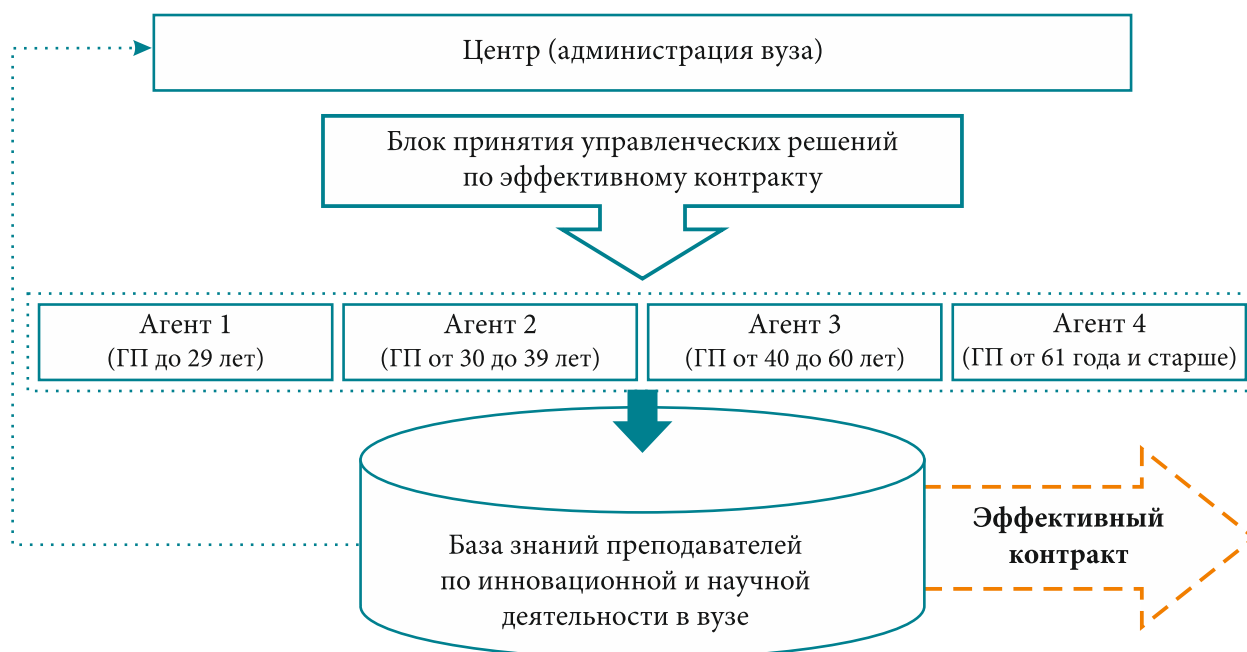 Центр (администрация вуза)
Блок принятия управленческих решений
по эффективному контракту
Агент 1
(ГП до 29 лет)
Агент 2
(ГП от 30 до 39 лет)
Агент 3
(ГП от 40 до 60 лет)
Агент 4
(ГП от 61 года и старше)
База знаний преподавателей
по инновационной и научной
деятельности в вузе
Эффективный
контракт